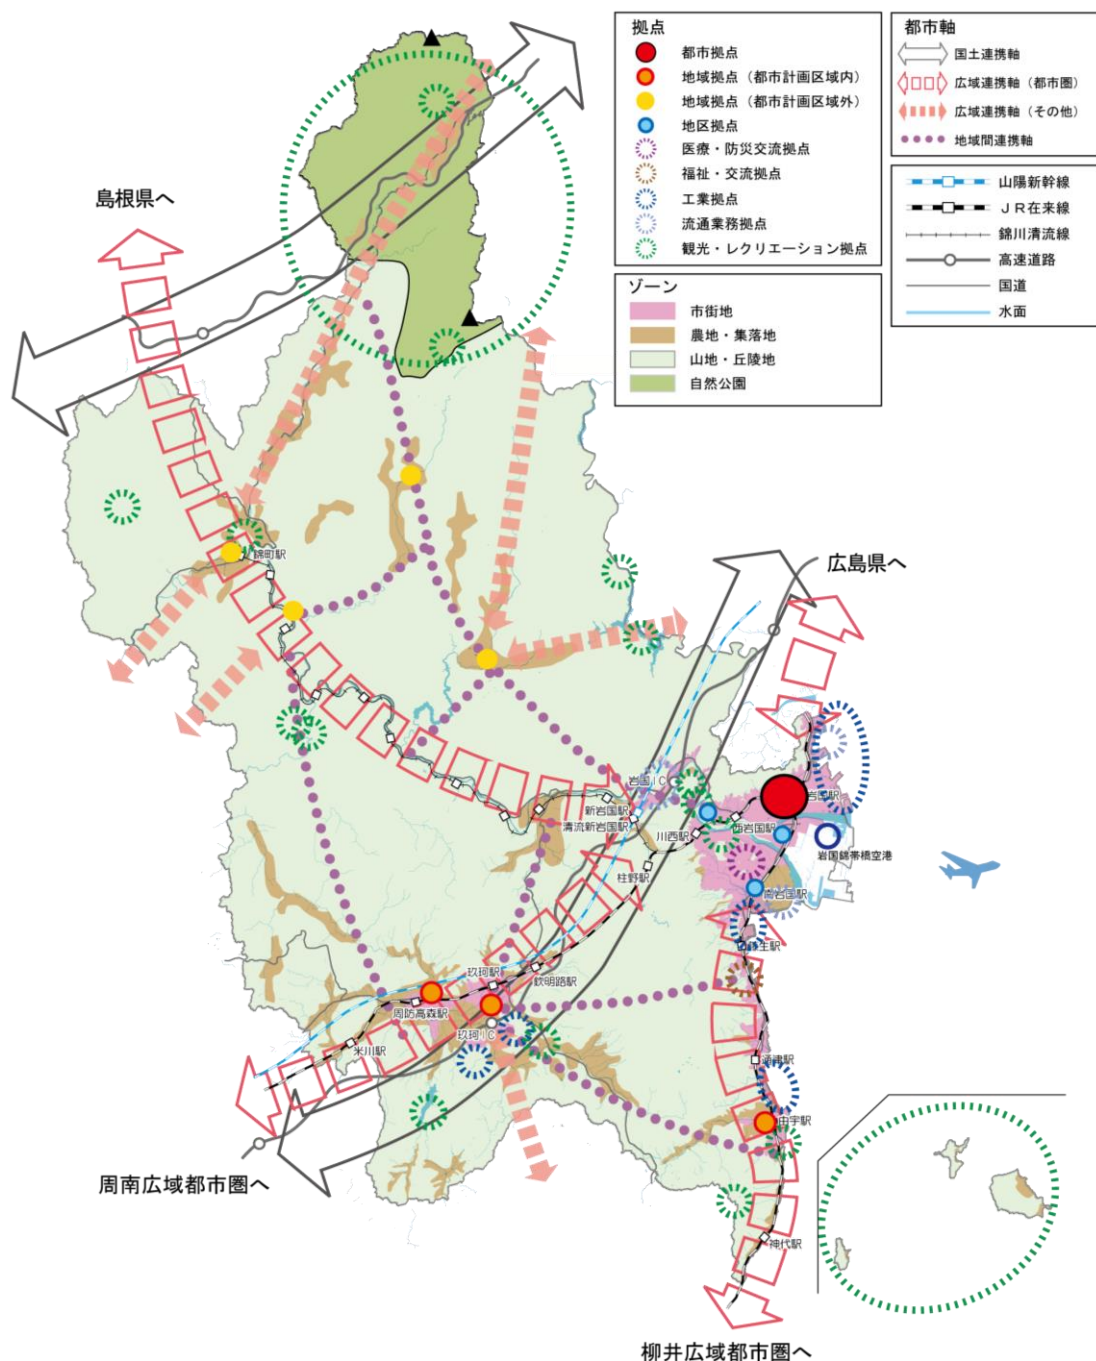 拠点
都市拠点
地域拠点（都市計画区域内）
地域拠点（都市計画区域外）
地区拠点
医療・防災交流拠点
福祉・交流拠点
工業拠点
流通業務拠点
観光・レクリエーション拠点
ゾーン
市街地
農地・集落地
山地・丘陵地
自然公園
都市軸
国土連携軸
広域連携軸（都市圏）
広域連携軸（その他）
地域間連携軸
山陽新幹線
ＪＲ在来線
錦川清流線
高速道路
国道
水面
島根県へ
錦町駅
広島県へ
岩国ＩＣ
岩国駅
新岩国駅
清流新岩国駅
西岩国駅
川西駅
岩国錦帯橋空港
柱野駅
南岩国駅
藤生駅
欽明路駅
玖珂駅
周防高森駅
玖珂ＩＣ
米川駅
通津駅
由宇駅
周南広域都市圏へ
神代駅
柳井広域都市圏へ